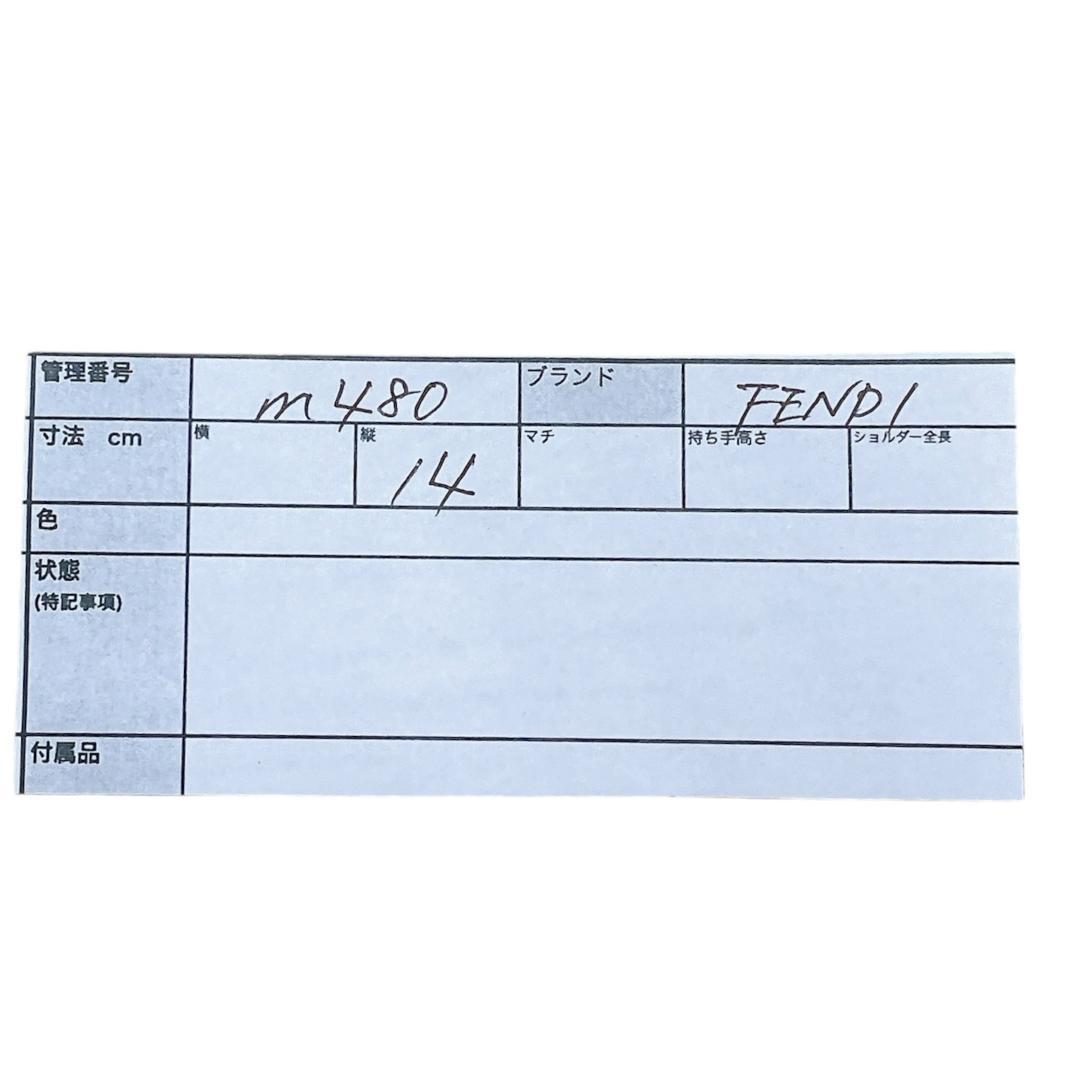 管理番号 m480 ブランド FENDI
寸法 cm 横 縦 14 マチ 持ち手高さ ショルダー全長
色
状態
(特記事項)
付属品